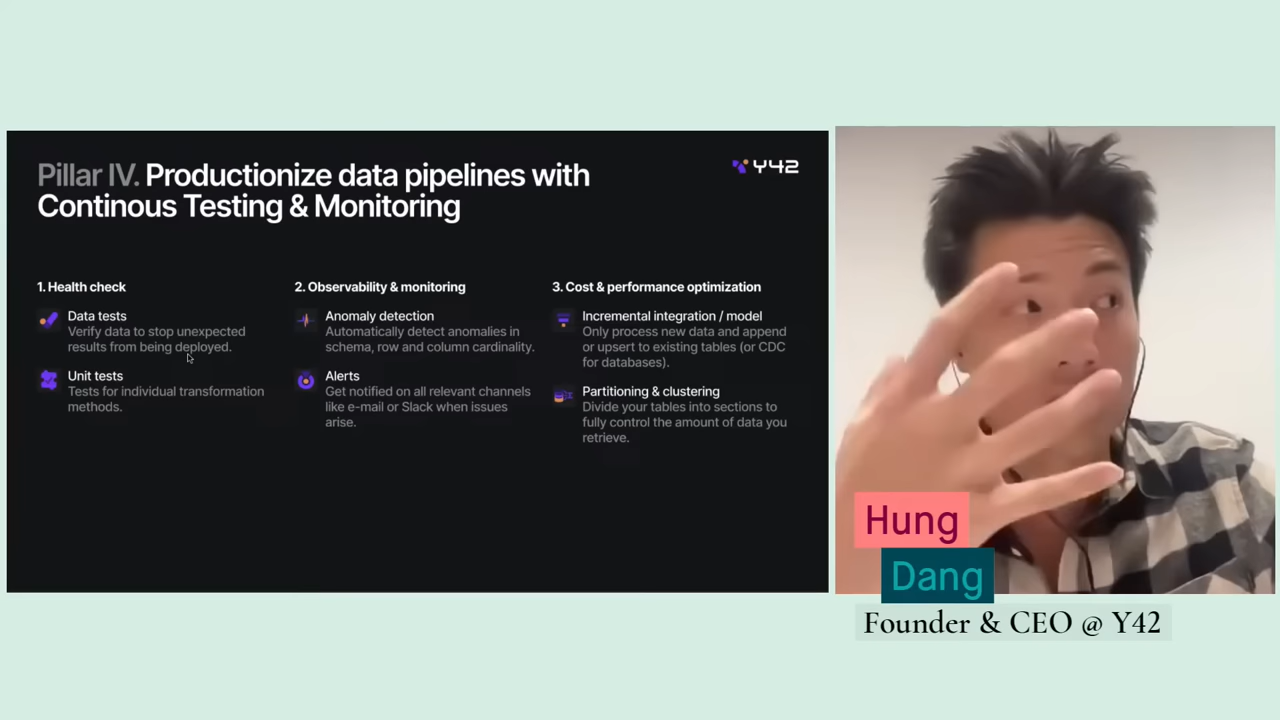 Pillar IV. Productionize data pipelines with
Continous Testing & Monitoring
Y42
1. Health check
Data tests
Verify data to stop unexpected
results from being deployed.
Unit tests
Tests for individual transformation
methods.
2. Observability & monitoring
Anomaly detection
Automatically detect anomalies in
schema, row and column cardinality.
Alerts
Get notified on all relevant channels
like e-mail or Slack when issues
arise.
3. Cost & performance optimization
Incremental integration / model
Only process new data and append
or upsert to existing tables (or CDC
for databases).
Partitioning & clustering
Divide your tables into sections to
fully control the amount of data you
retrieve.
Hung
Dang
Founder & CEO @ Y42